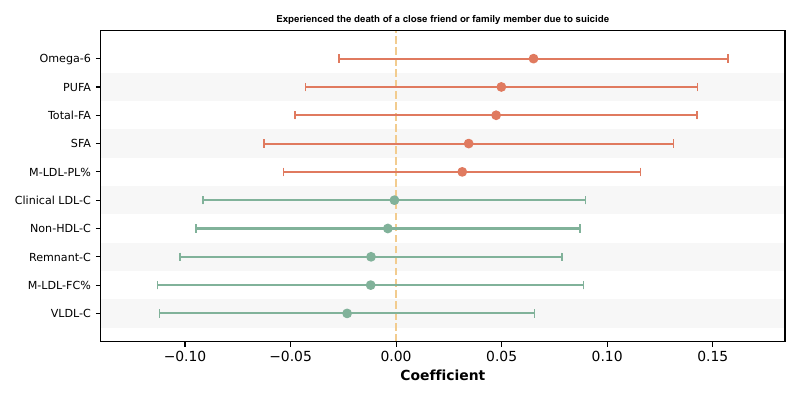 Experienced the death of a close friend or family member due to suicide
Omega-6
PUFA
Total-FA
SFA
M-LDL-PL%
Clinical LDL-C
Non-HDL-C
Remnant-C
M-LDL-FC%
VLDL-C
−0.10 −0.05 0.00 0.05 0.10 0.15
Coefficient